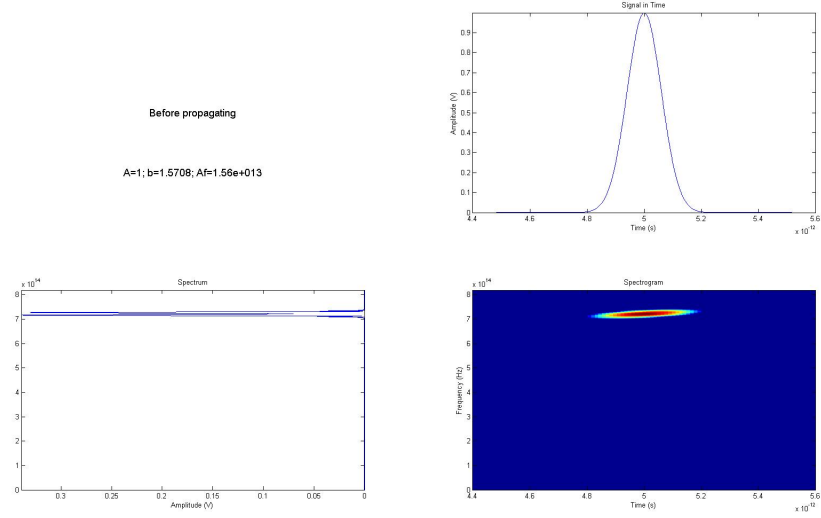 Signal in Time
0.9
0.8
0.7
0.6
0.5
0.4
0.3
0.2
0.1
0
Amplitude (V)
4.4 4.6 4.8 5 5.2 5.4 5.6
Time (s)
x 10^-12
Before propagating
A=1; b=1.5708; Af=1.56e+013
Spectrum
x 10^14
8
7
6
5
4
3
2
1
0
0.3 0.25 0.2 0.15 0.1 0.05 0
Amplitude (V)
Spectrogram
x 10^14
8
7
6
5
4
3
2
1
0
Frequency (Hz)
4.4 4.6 4.8 5 5.2 5.4 5.6
Time (s)
x 10^-12